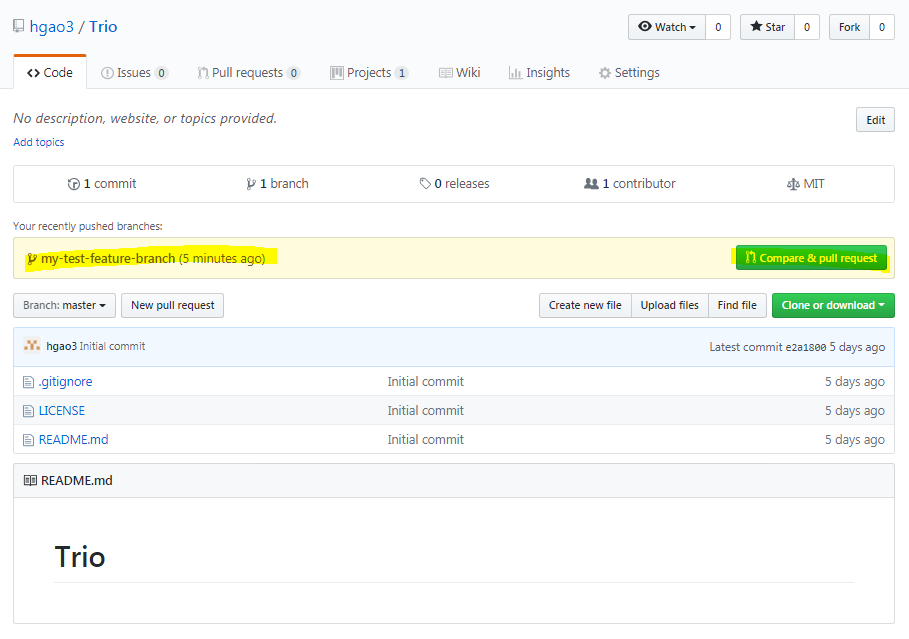 hgao3 / Trio
Watch 0 Star 0 Fork 0
Code Issues 0 Pull requests 0 Projects 1 Wiki Insights Settings
No description, website, or topics provided. Edit
Add topics
1 commit 1 branch 0 releases 1 contributor MIT
Your recently pushed branches:
my-test-feature-branch (5 minutes ago) Compare & pull request
Branch: master New pull request Create new file Upload files Find file Clone or download
hgao3 Initial commit Latest commit e2a1800 5 days ago
.gitignore Initial commit 5 days ago
LICENSE Initial commit 5 days ago
README.md Initial commit 5 days ago
README.md
Trio